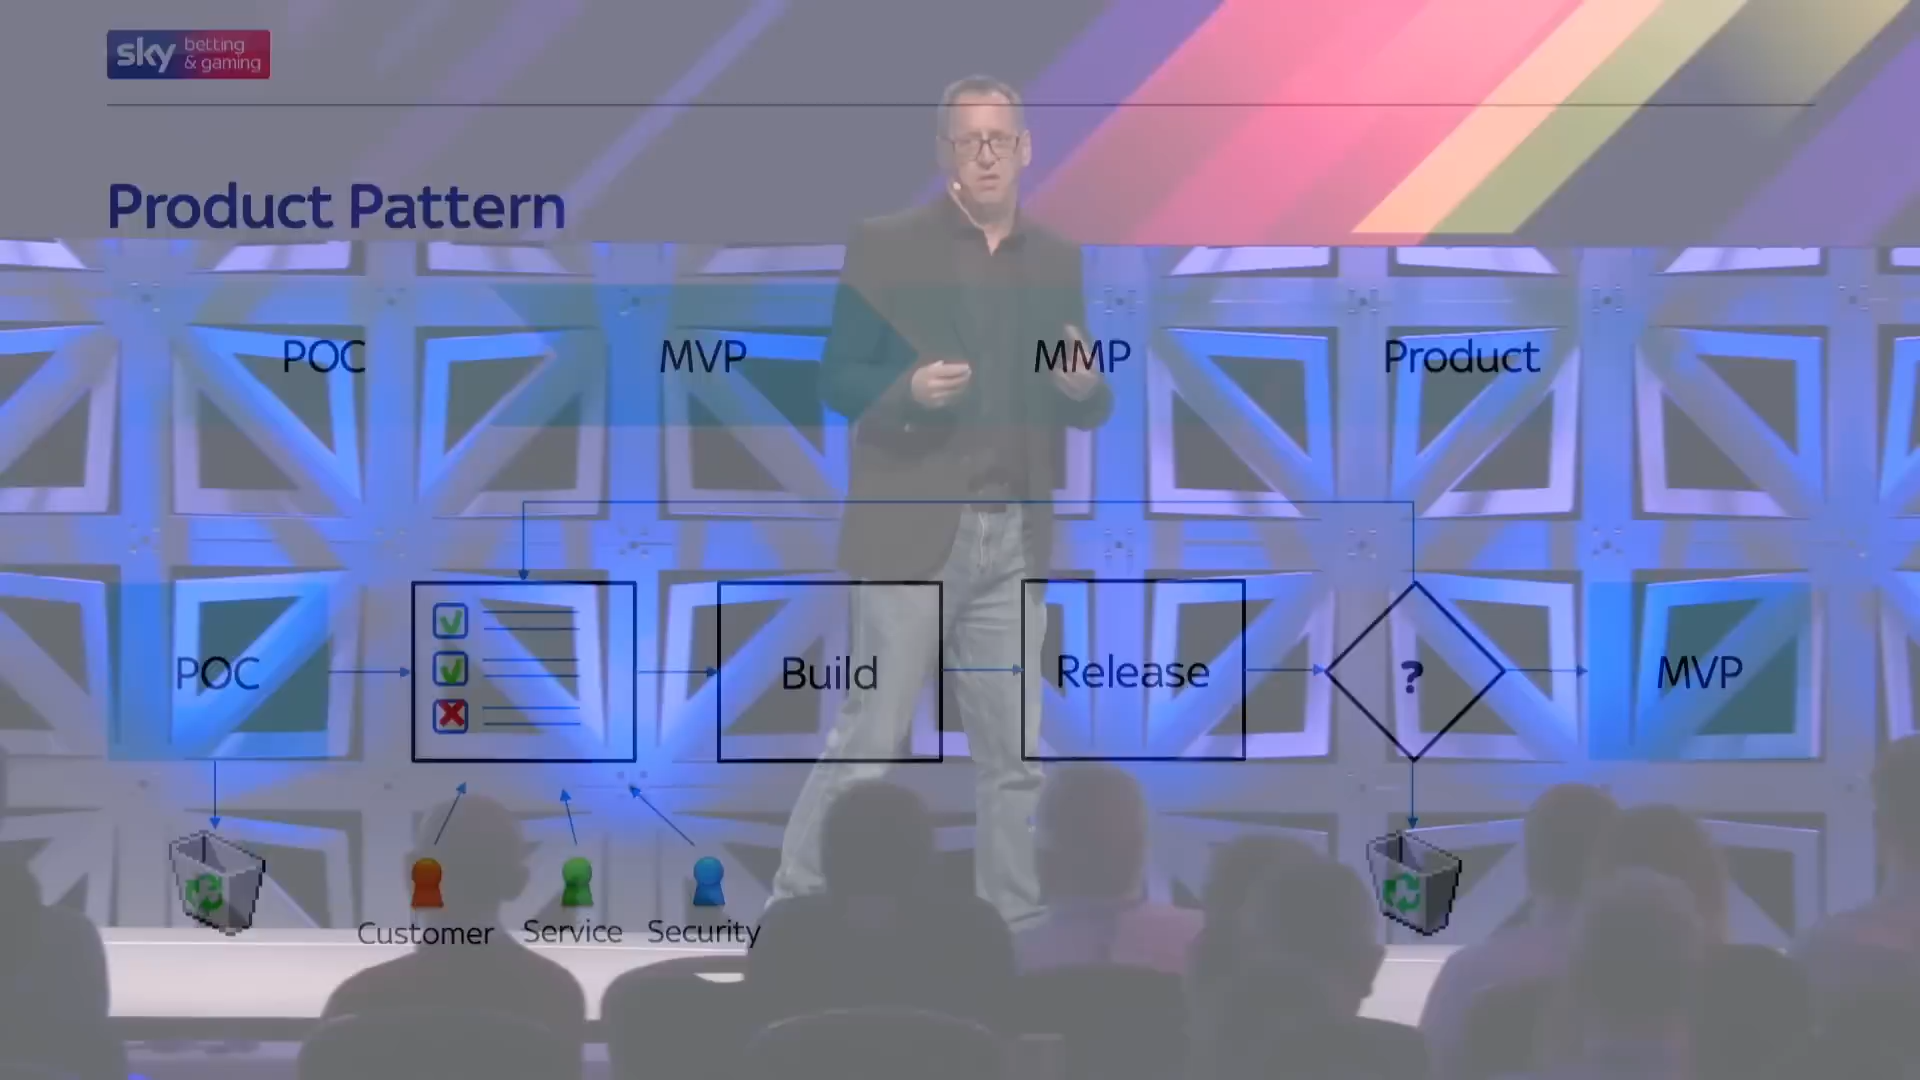 sky betting
& gaming
Product Pattern
POC MVP MMP Product
POC Build Release ? MVP
Customer Service Security